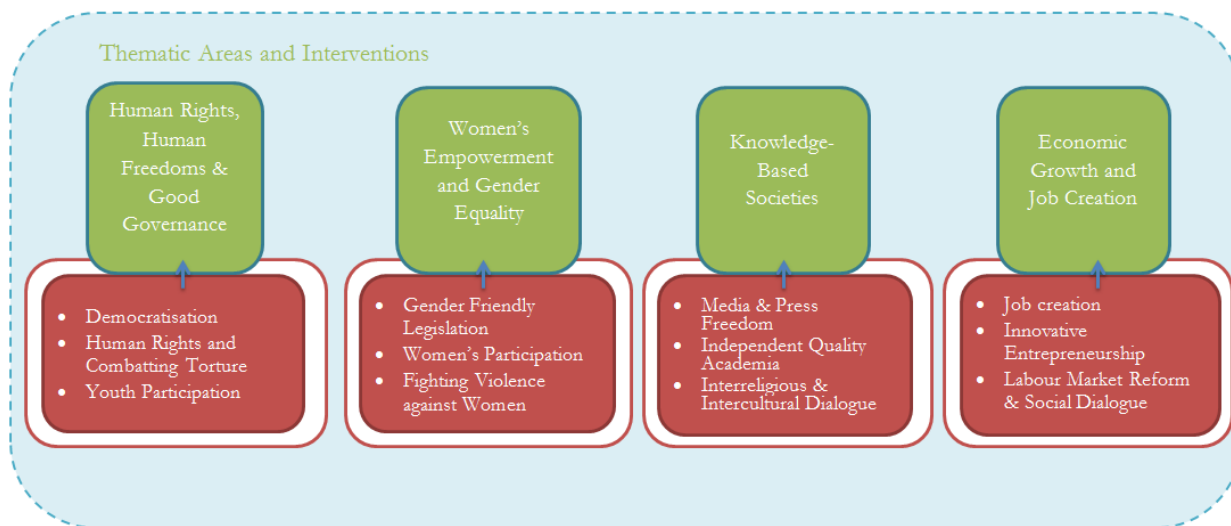 Thematic Areas and Interventions
Human Rights,
Human
Freedoms &
Good
Governance
Women’s
Empowerment
and Gender
Equality
Knowledge-
Based
Societies
Economic
Growth and
Job Creation
• Democratisation
• Human Rights and
Combatting Torture
• Youth Participation
• Gender Friendly
Legislation
• Women’s Participation
• Fighting Violence
against Women
• Media & Press
Freedom
• Independent Quality
Academia
• Interreligious &
Intercultural Dialogue
• Job creation
• Innovative
Entrepreneurship
• Labour Market Reform
& Social Dialogue